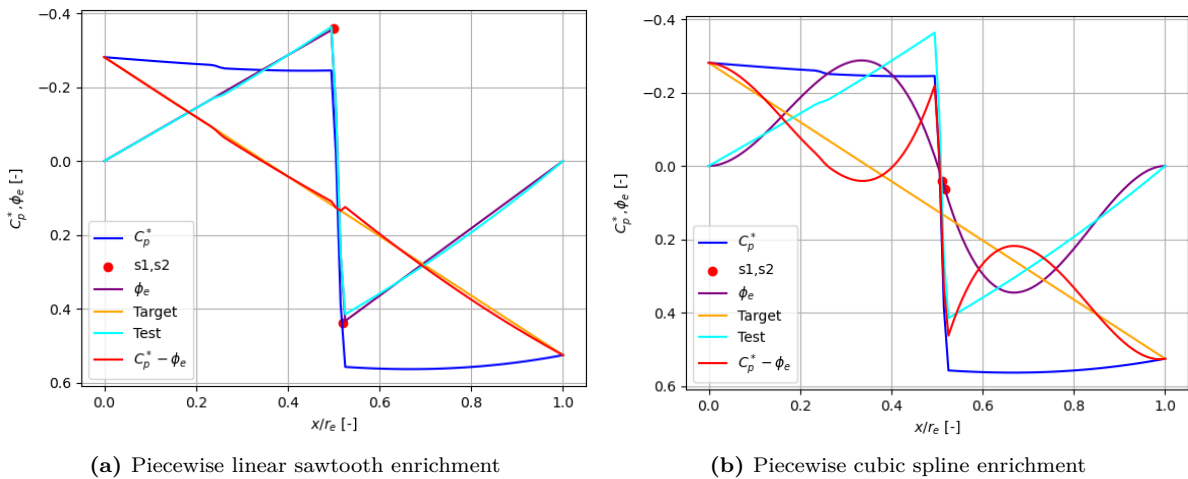 −0.4
−0.2
0.0
0.2
0.4
0.6
0.0
0.2
0.4
0.6
0.8
1.0
C*p, ϕe [-]
x/re [-]
C*p
s1,s2
ϕe
Target
Test
C*p − ϕe
(a) Piecewise linear sawtooth enrichment
−0.4
−0.2
0.0
0.2
0.4
0.6
0.0
0.2
0.4
0.6
0.8
1.0
C*p, ϕe [-]
x/re [-]
C*p
s1,s2
ϕe
Target
Test
C*p − ϕe
(b) Piecewise cubic spline enrichment